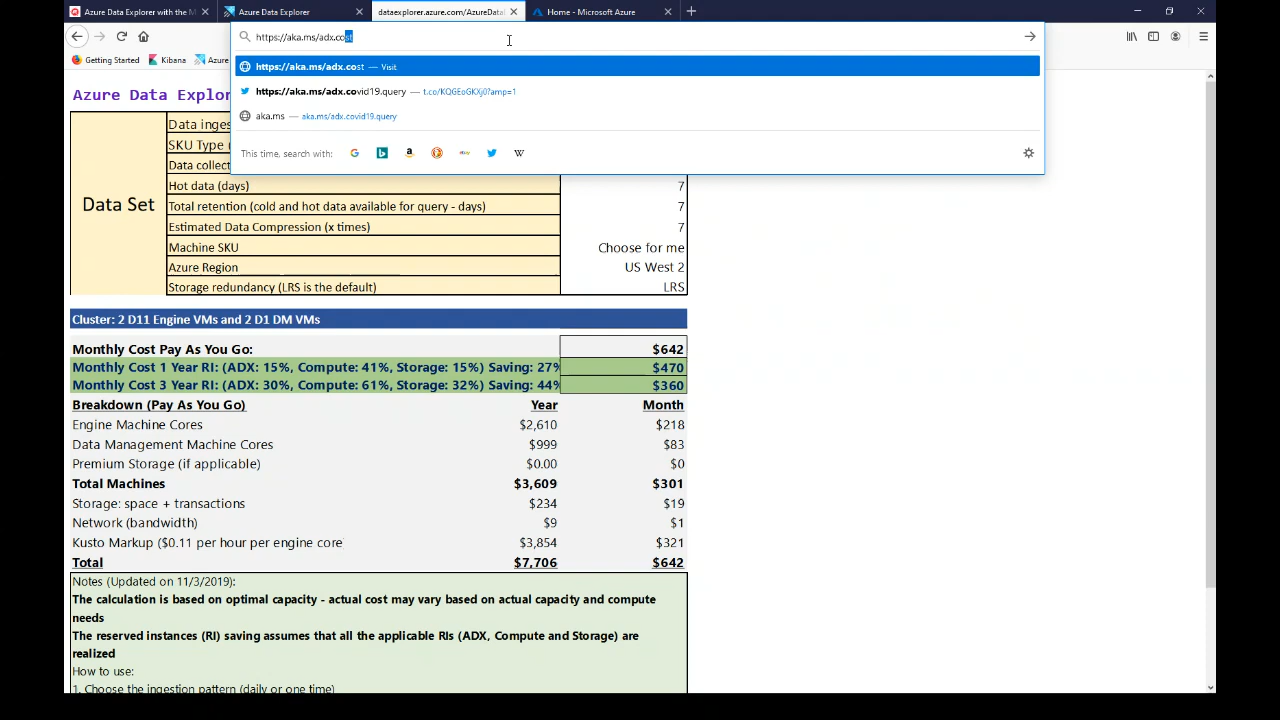 Azure Data Explorer with the M
Azure Data Explorer
dataexplorer.azure.com/AzureData
Home - Microsoft Azure
https://aka.ms/adx.cost
Getting Started
Kibana
Azure
https://aka.ms/adx.cost — Visit
https://aka.ms/adx.covid19.query — t.co/KQGEoGKXj0?amp=1
aka.ms — aka.ms/adx.covid19.query
This time, search with:
Azure Data Explor
Data Set
Data inges
SKU Type (
Data collect
Hot data (days) 7
Total retention (cold and hot data available for query - days) 7
Estimated Data Compression (x times) 7
Machine SKU Choose for me
Azure Region US West 2
Storage redundancy (LRS is the default) LRS
Cluster: 2 D11 Engine VMs and 2 D1 DM VMs
Monthly Cost Pay As You Go: $642
Monthly Cost 1 Year RI: (ADX: 15%, Compute: 41%, Storage: 15%) Saving: 27% $470
Monthly Cost 3 Year RI: (ADX: 30%, Compute: 61%, Storage: 32%) Saving: 44% $360
Breakdown (Pay As You Go) Year Month
Engine Machine Cores $2,610 $218
Data Management Machine Cores $999 $83
Premium Storage (if applicable) $0.00 $0
Total Machines $3,609 $301
Storage: space + transactions $234 $19
Network (bandwidth) $9 $1
Kusto Markup ($0.11 per hour per engine core $3,854 $321
Total $7,706 $642
Notes (Updated on 11/3/2019):
The calculation is based on optimal capacity - actual cost may vary based on actual capacity and compute
needs
The reserved instances (RI) saving assumes that all the applicable RIs (ADX, Compute and Storage) are
realized
How to use:
1. Choose the ingestion pattern (daily or one time)